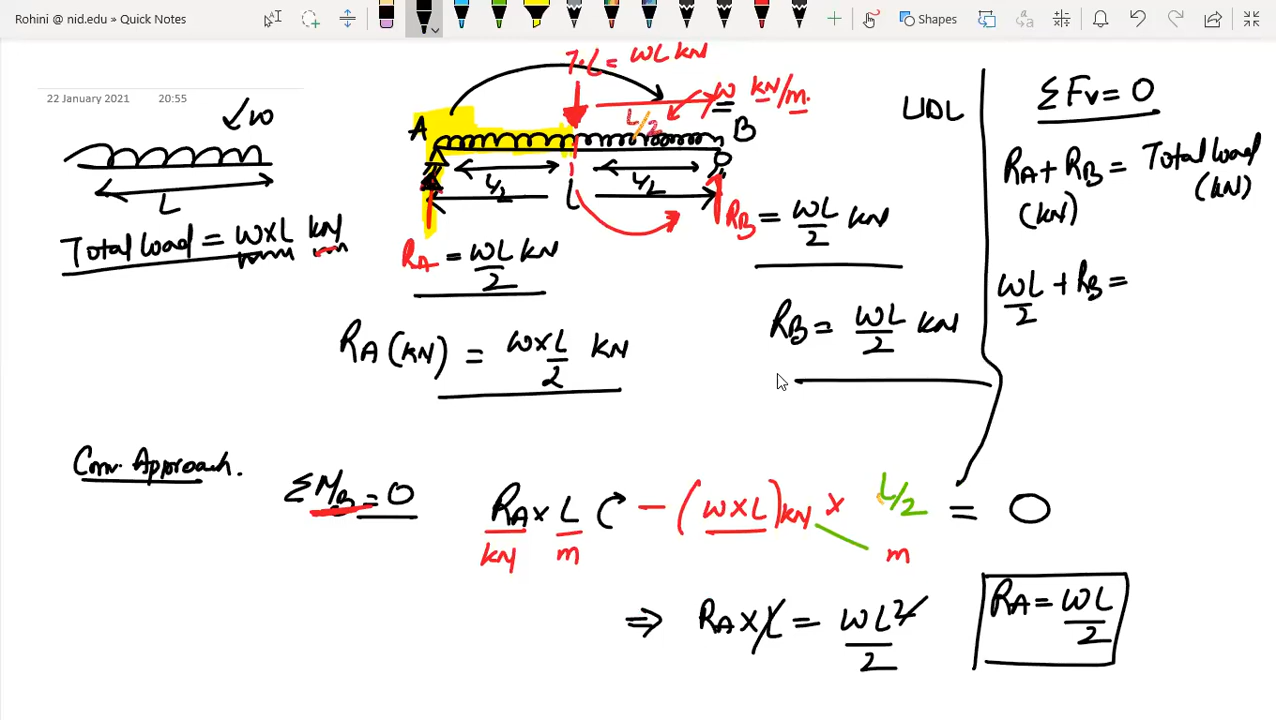 Rohini @ nid.edu » Quick Notes
Shapes
22 January 2021 20:55
T.L = WL KN
w
A
L/2
w kN/m.
B
UDL
ΣFv = 0
L
L/2
L/2
L
RA + RB = Total load
(KN) (KN)
Total load = w×L kN
RA = WL/2 KN
RB = WL/2 KN
WL/2 + RB =
RA (KN) = w×L/2 KN
RB = WL/2 KN
Conv. Approach.
ΣMB = 0
RA × L - (w×L) KN × L/2 = 0
KN m m
⇒ RA × L = WL²/2
RA = WL/2